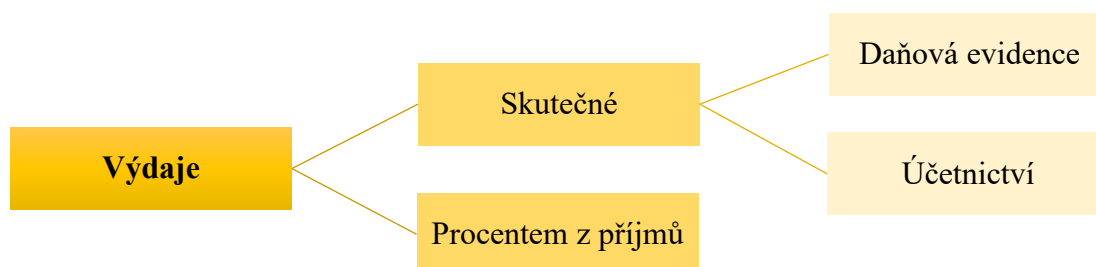 Výdaje
Skutečné
Procentem z příjmů
Daňová evidence
Účetnictví